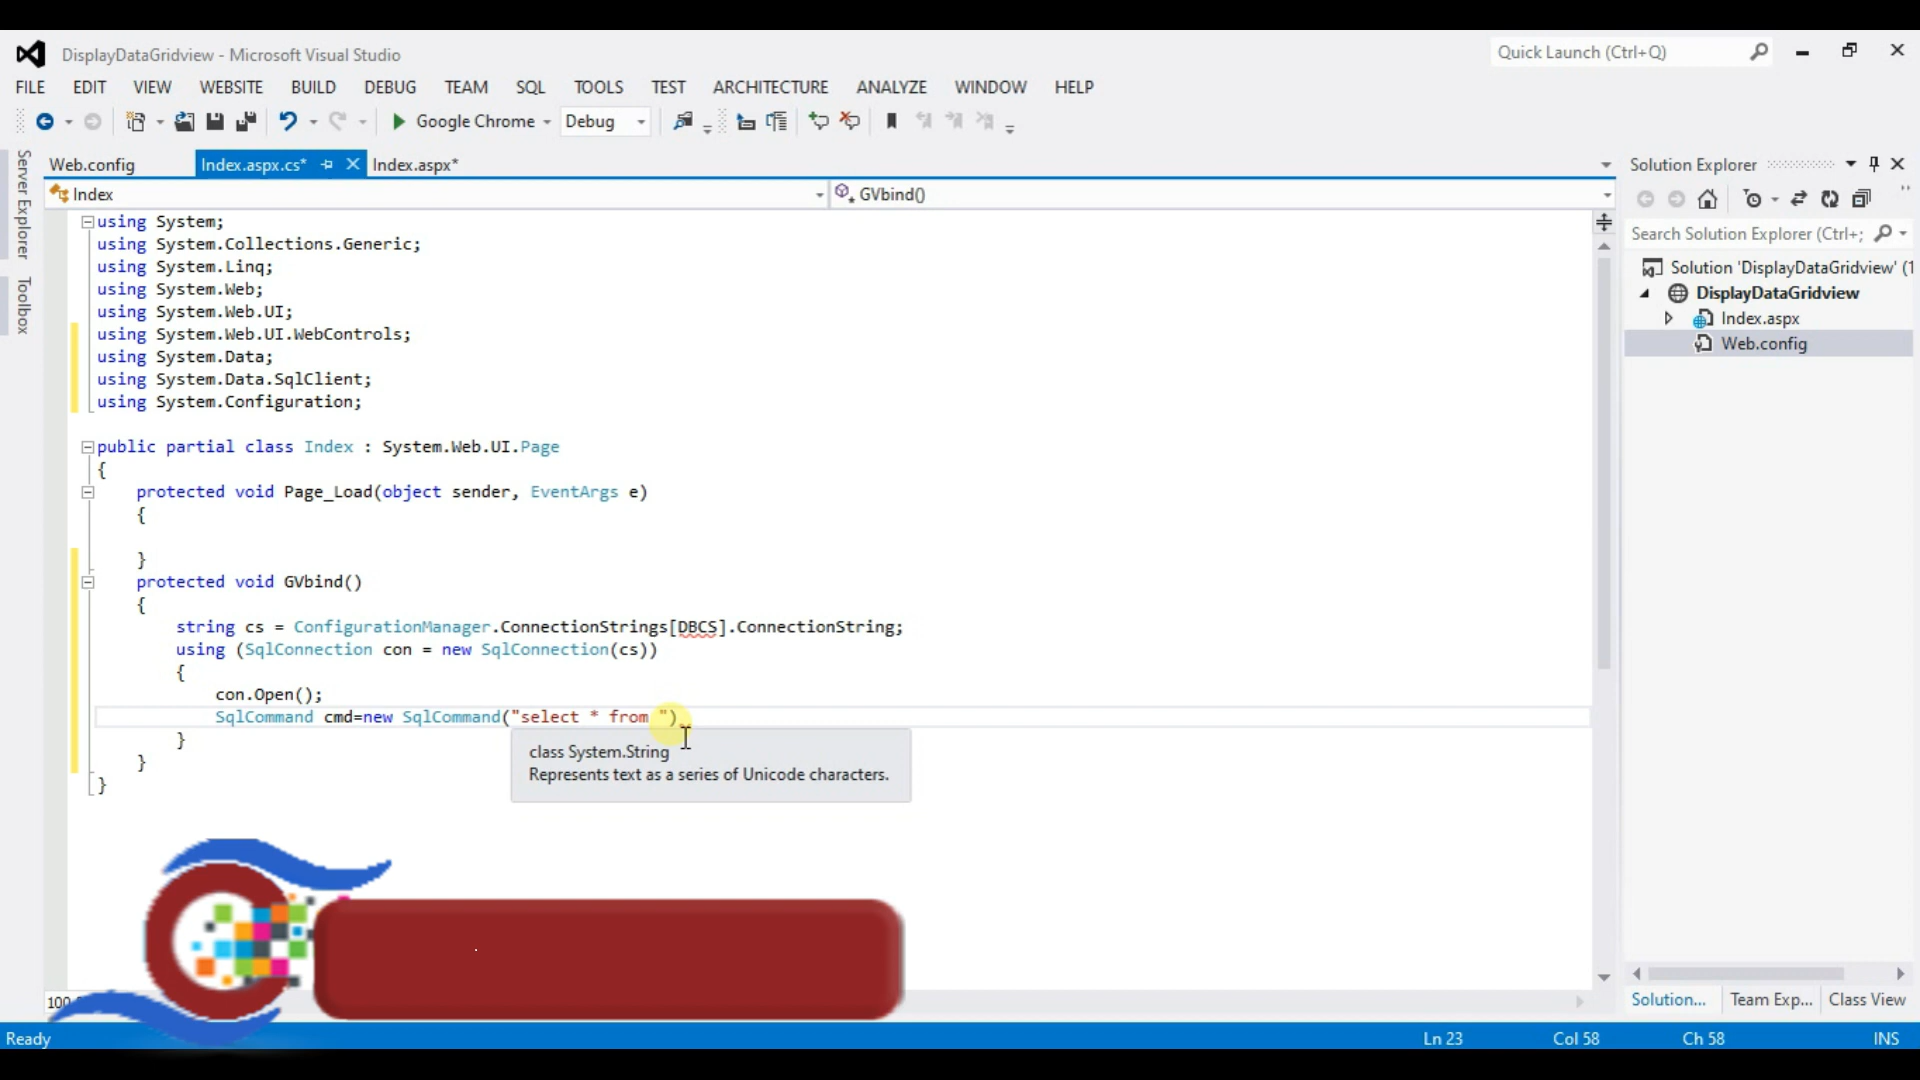 DisplayDataGridview - Microsoft Visual Studio
Quick Launch (Ctrl+Q)
FILE EDIT VIEW WEBSITE BUILD DEBUG TEAM SQL TOOLS TEST ARCHITECTURE ANALYZE WINDOW HELP
Google Chrome Debug
Server Explorer
Toolbox
Web.config Index.aspx.cs* Index.aspx*
Index GVbind()
using System;
using System.Collections.Generic;
using System.Linq;
using System.Web;
using System.Web.UI;
using System.Web.UI.WebControls;
using System.Data;
using System.Data.SqlClient;
using System.Configuration;
public partial class Index : System.Web.UI.Page
{
protected void Page_Load(object sender, EventArgs e)
{
}
protected void GVbind()
{
string cs = ConfigurationManager.ConnectionStrings[DBCS].ConnectionString;
using (SqlConnection con = new SqlConnection(cs))
{
con.Open();
SqlCommand cmd=new SqlCommand("select * from ")
}
}
}
class System.String
Represents text as a series of Unicode characters.
Solution Explorer
Search Solution Explorer (Ctrl+;
Solution 'DisplayDataGridview' (1
DisplayDataGridview
Index.aspx
Web.config
Solution... Team Exp... Class View
100
Ready Ln 23 Col 58 Ch 58 INS